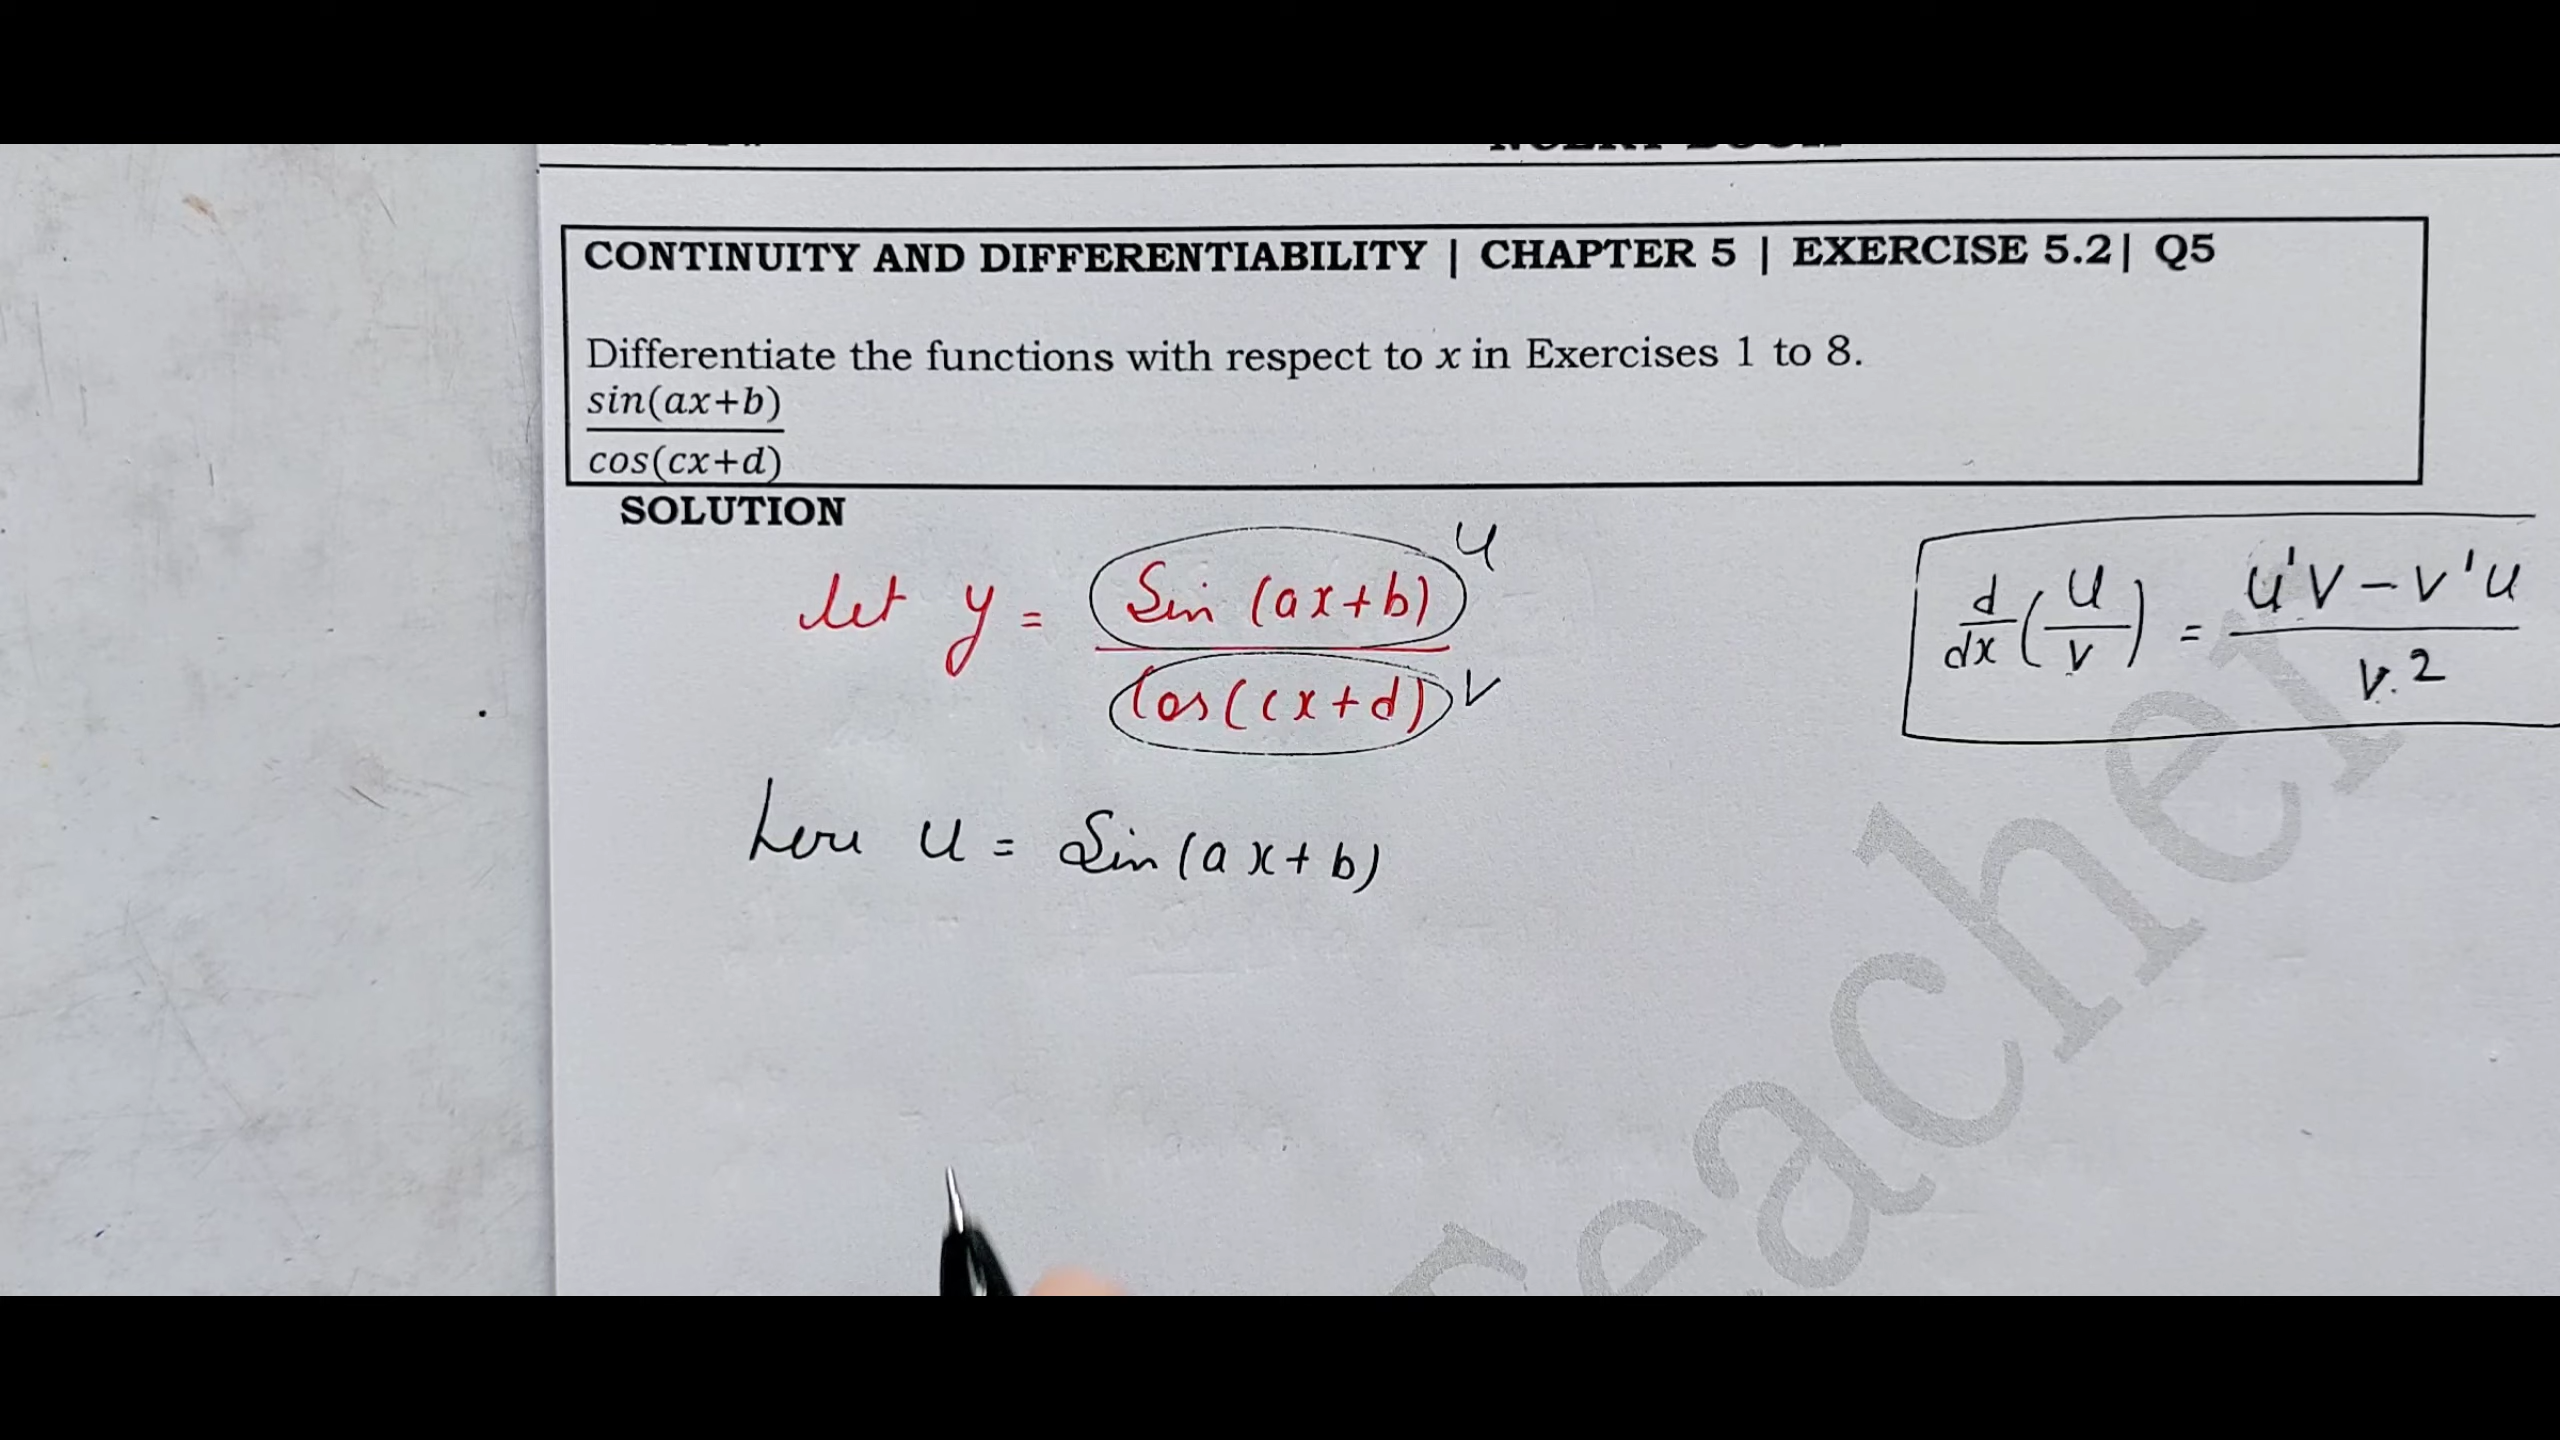 CONTINUITY AND DIFFERENTIABILITY | CHAPTER 5 | EXERCISE 5.2| Q5
Differentiate the functions with respect to x in Exercises 1 to 8.
sin(ax+b)
cos(cx+d)
SOLUTION
let y = Sin (ax+b) u
Cos(cx+d) v
d/dx (u/v) = u'v - v'u / v.2
here u = Sin(ax+b)
eacher